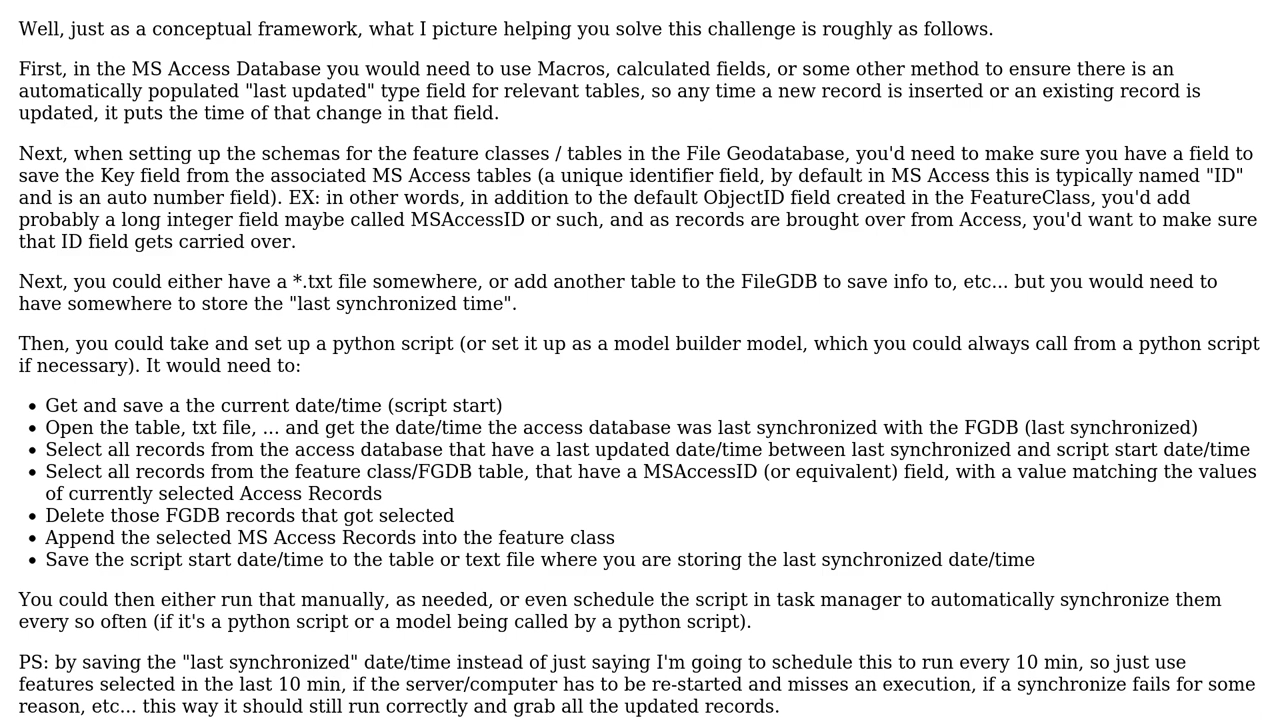 Well, just as a conceptual framework, what I picture helping you solve this challenge is roughly as follows.
First, in the MS Access Database you would need to use Macros, calculated fields, or some other method to ensure there is an
automatically populated "last updated" type field for relevant tables, so any time a new record is inserted or an existing record is
updated, it puts the time of that change in that field.
Next, when setting up the schemas for the feature classes / tables in the File Geodatabase, you'd need to make sure you have a field to
save the Key field from the associated MS Access tables (a unique identifier field, by default in MS Access this is typically named "ID"
and is an auto number field). EX: in other words, in addition to the default ObjectID field created in the FeatureClass, you'd add
probably a long integer field maybe called MSAccessID or such, and as records are brought over from Access, you'd want to make sure
that ID field gets carried over.
Next, you could either have a *.txt file somewhere, or add another table to the FileGDB to save info to, etc... but you would need to
have somewhere to store the "last synchronized time".
Then, you could take and set up a python script (or set it up as a model builder model, which you could always call from a python script
if necessary). It would need to:
• Get and save a the current date/time (script start)
• Open the table, txt file, ... and get the date/time the access database was last synchronized with the FGDB (last synchronized)
• Select all records from the access database that have a last updated date/time between last synchronized and script start date/time
• Select all records from the feature class/FGDB table, that have a MSAccessID (or equivalent) field, with a value matching the values
of currently selected Access Records
• Delete those FGDB records that got selected
• Append the selected MS Access Records into the feature class
• Save the script start date/time to the table or text file where you are storing the last synchronized date/time
You could then either run that manually, as needed, or even schedule the script in task manager to automatically synchronize them
every so often (if it's a python script or a model being called by a python script).
PS: by saving the "last synchronized" date/time instead of just saying I'm going to schedule this to run every 10 min, so just use
features selected in the last 10 min, if the server/computer has to be re-started and misses an execution, if a synchronize fails for some
reason, etc... this way it should still run correctly and grab all the updated records.